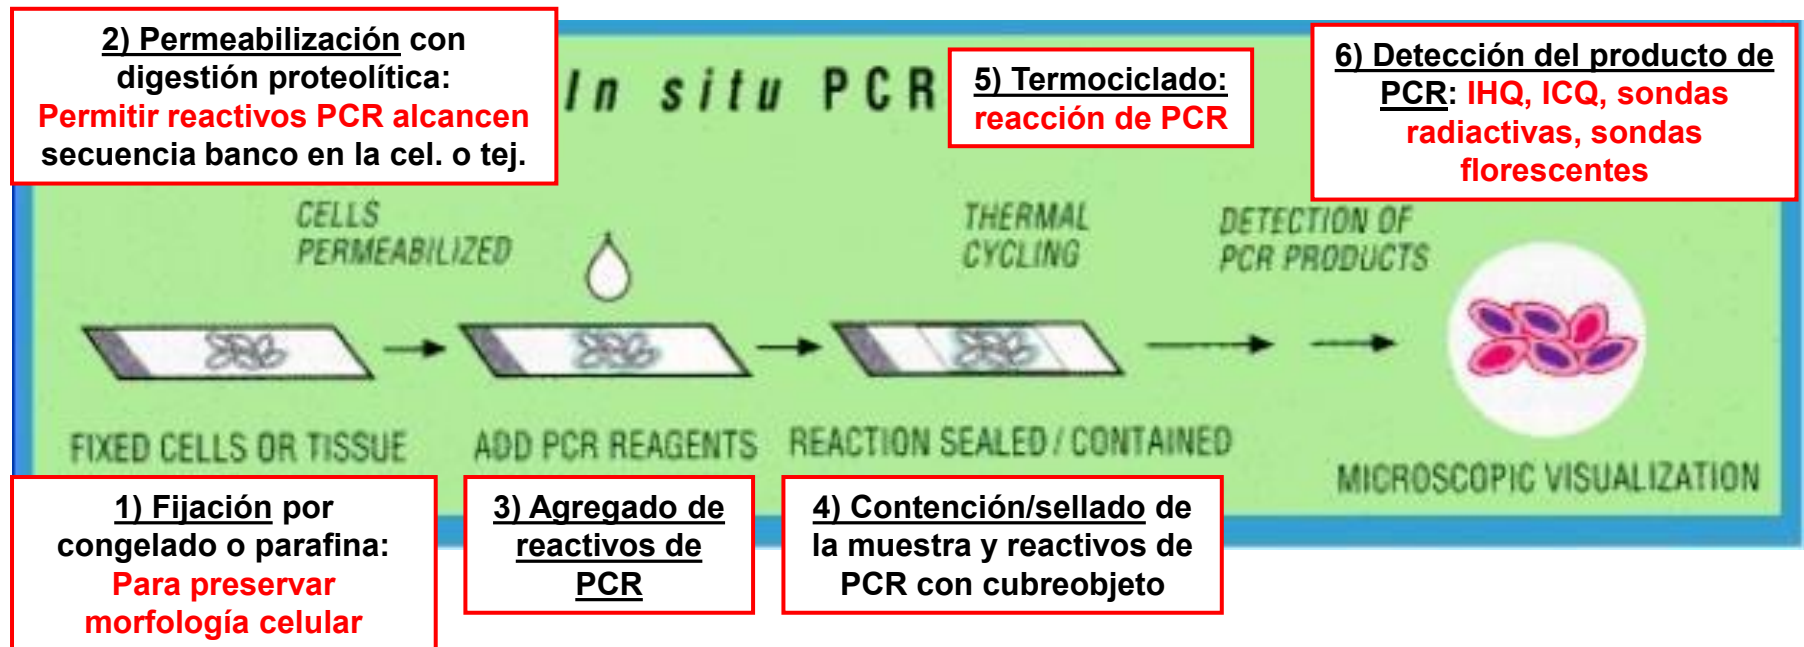 2) Permeabilización con
digestión proteolítica:
Permitir reactivos PCR alcancen
secuencia banco en la cel. o tej.
In situ PCR
5) Termociclado:
reacción de PCR
6) Detección del producto de
PCR: IHQ, ICQ, sondas
radiactivas, sondas
florescentes
CELLS
PERMEABILIZED
THERMAL
CYCLING
DETECTION OF
PCR PRODUCTS
FIXED CELLS OR TISSUE
ADD PCR REAGENTS
REACTION SEALED / CONTAINED
MICROSCOPIC VISUALIZATION
1) Fijación por
congelado o parafina:
Para preservar
morfología celular
3) Agregado de
reactivos de
PCR
4) Contención/sellado de
la muestra y reactivos de
PCR con cubreobjeto